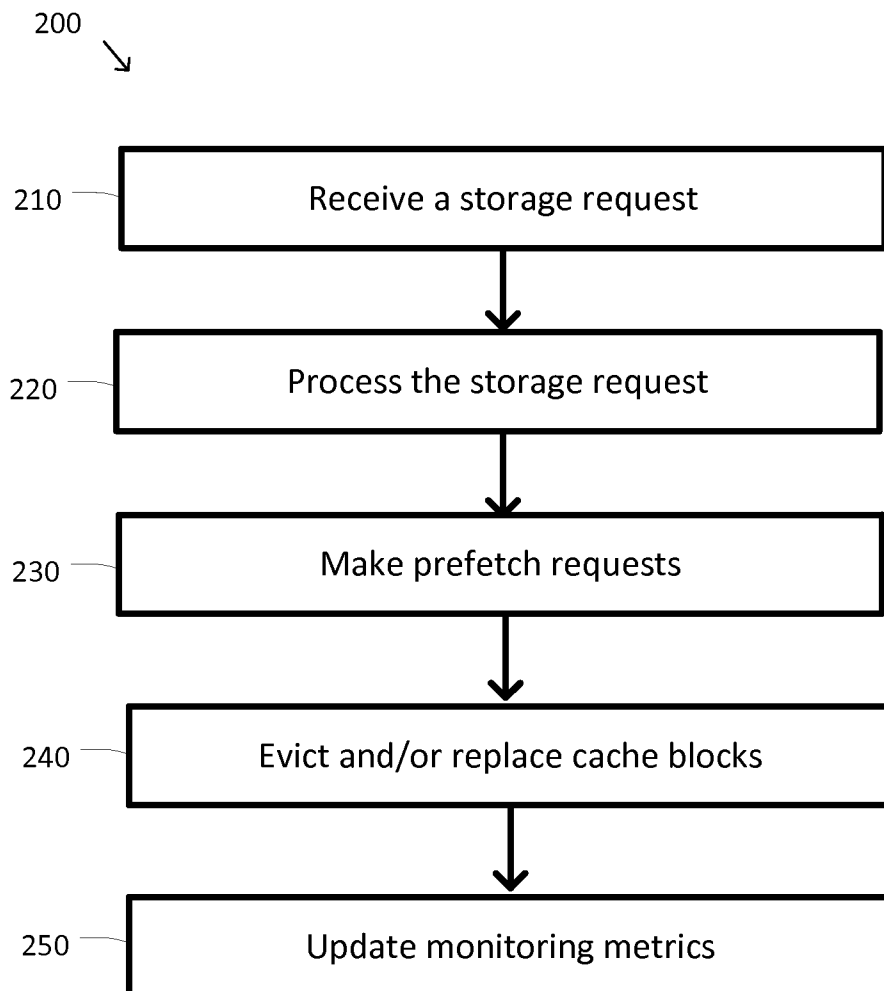 200
210
Receive a storage request
220
Process the storage request
230
Make prefetch requests
240
Evict and/or replace cache blocks
250
Update monitoring metrics